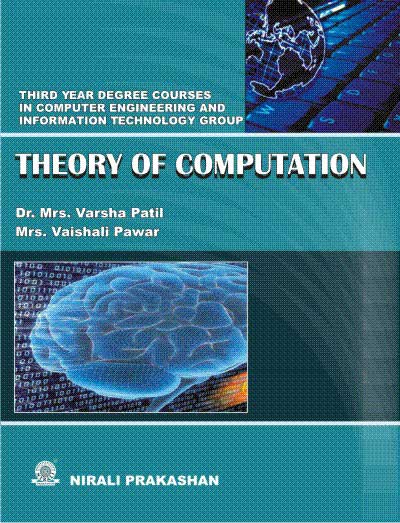 THIRD YEAR DEGREE COURSES
IN COMPUTER ENGINEERING AND
INFORMATION TECHNOLOGY GROUP
THEORY OF COMPUTATION
Dr. Mrs. Varsha Patil
Mrs. Vaishali Pawar
NIRALI PRAKASHAN